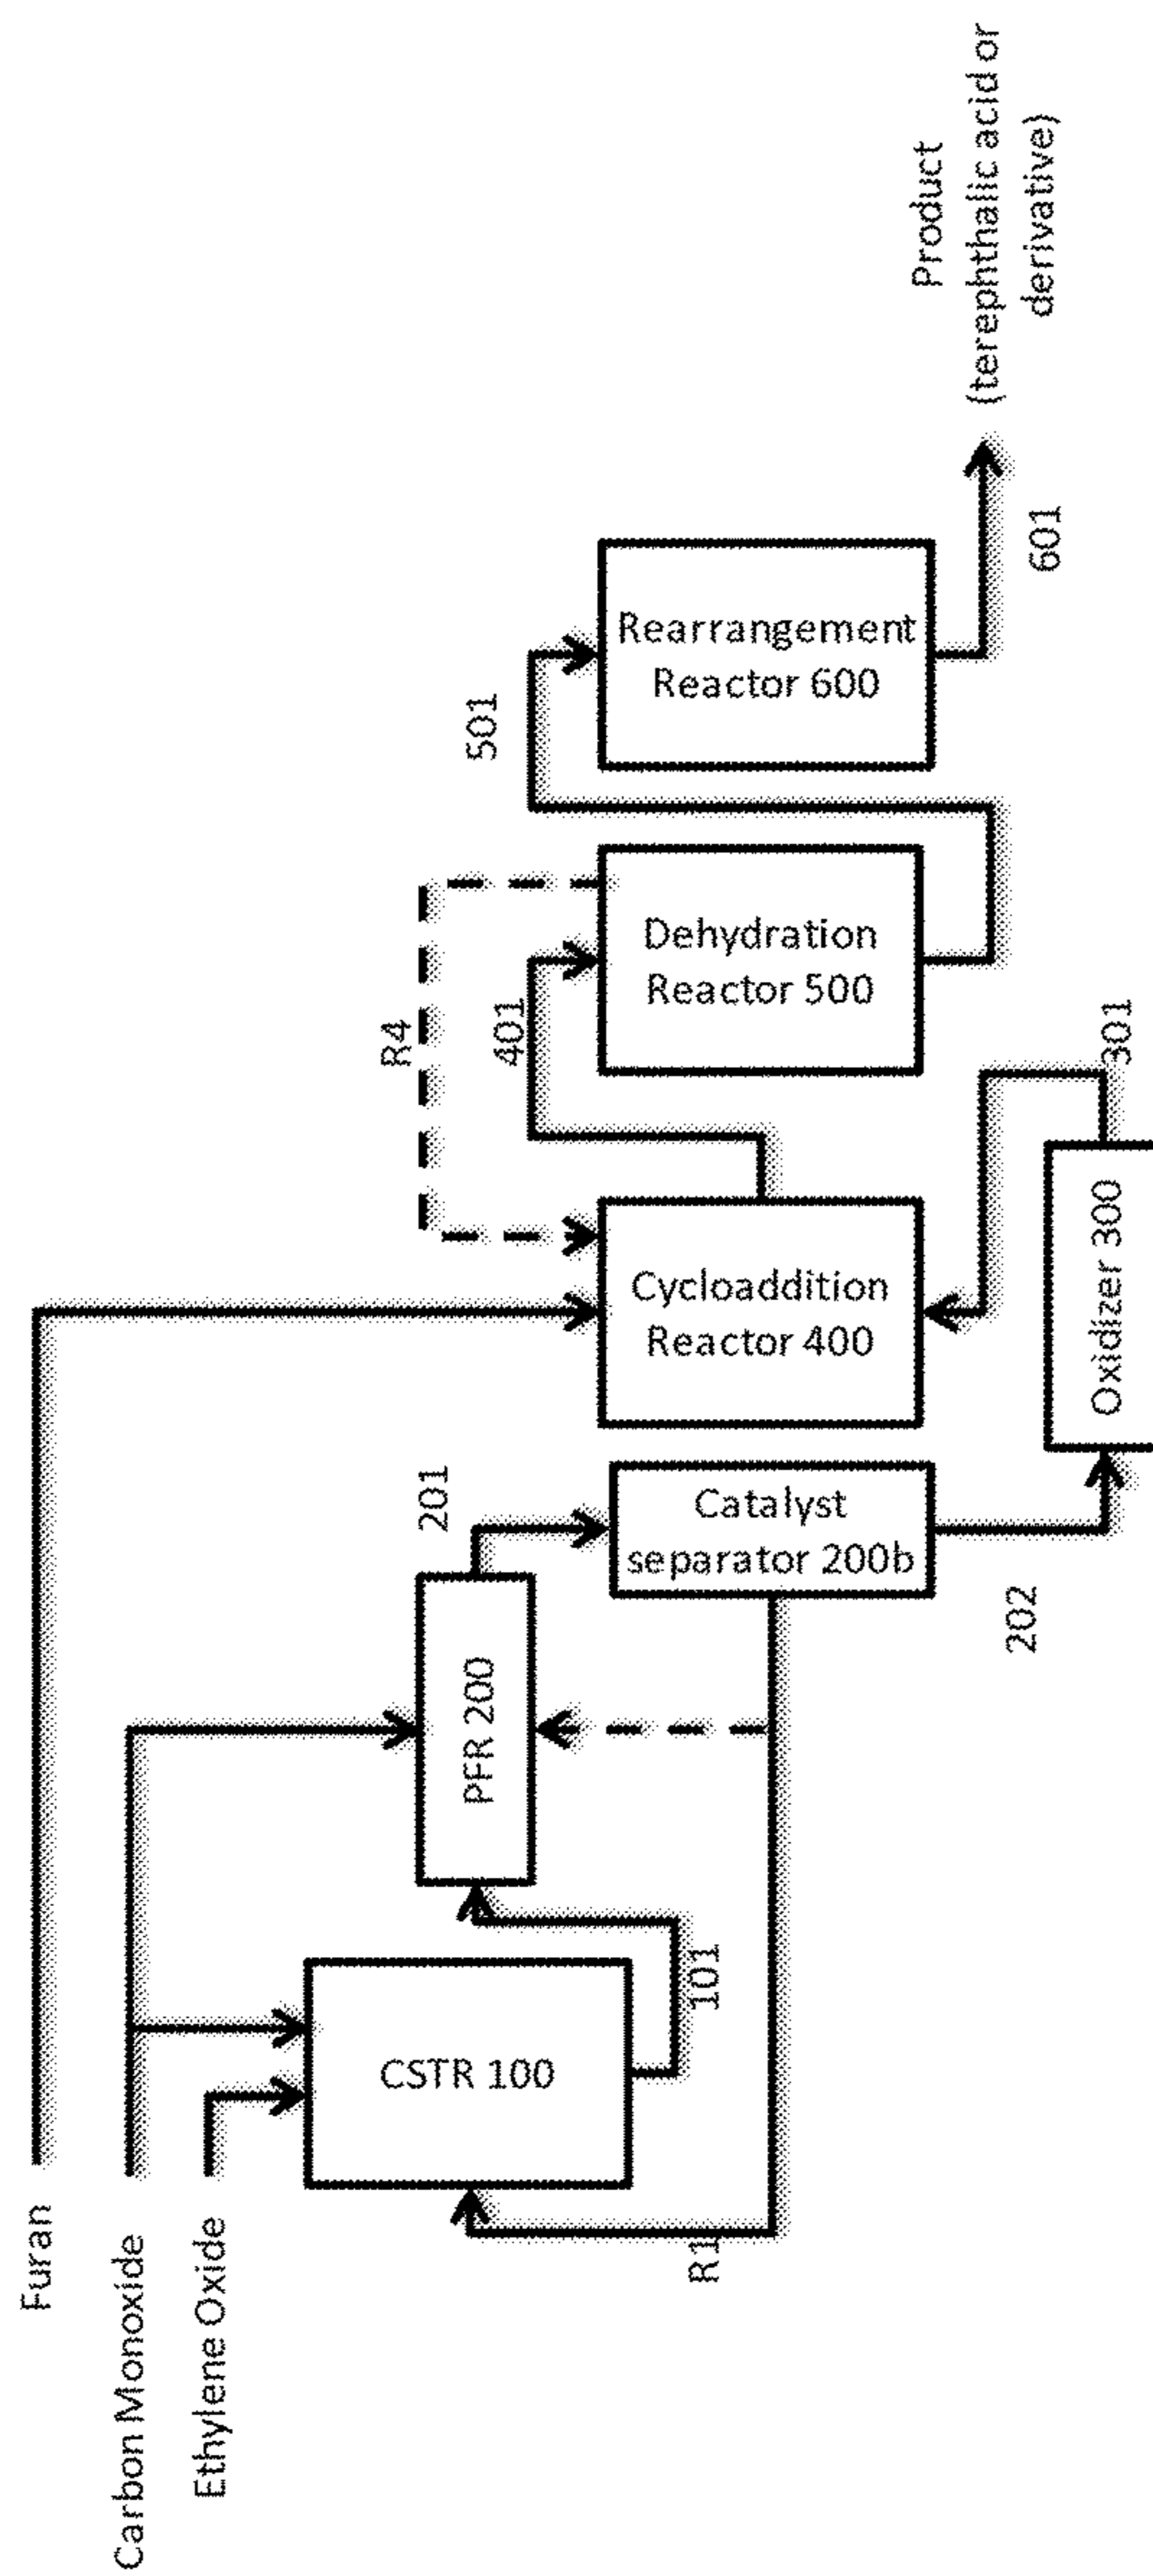 Furan
Carbon Monoxide
Ethylene Oxide
CSTR 100
R1
101
PFR 200
201
Catalyst
separator 200b
202
Oxidizer 300
301
Cycloaddition
Reactor 400
R4
401
Dehydration
Reactor 500
501
Rearrangement
Reactor 600
601
Product
(terephthalic acid or
derivative)